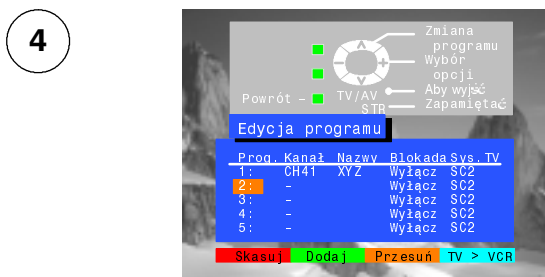 4
Zmiana
programu
Wybór
opcji
Aby wyjść
Powrót – TV/AV
STR Zapamiętać
Edycja programu
Prog. Kanał Nazwy Blokada Sys.TV
1: CH41 XYZ Wyłącz SC2
2: – Wyłącz SC2
3: – Wyłącz SC2
4: – Wyłącz SC2
5: – Wyłącz SC2
Skasuj Dodaj Przesuń TV > VCR